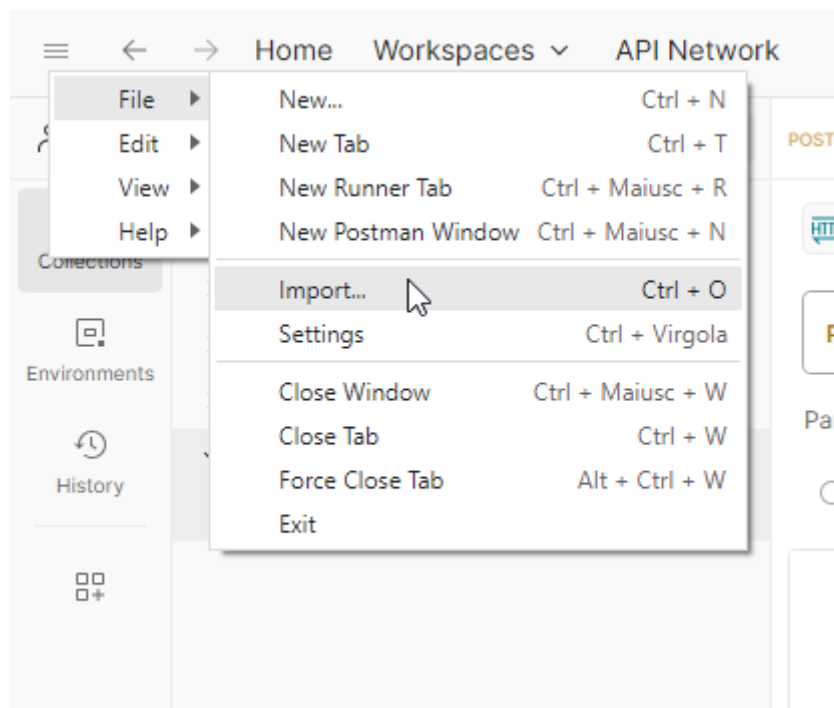 Home Workspaces API Network
File
Edit
View
Help
New... Ctrl + N
New Tab Ctrl + T
New Runner Tab Ctrl + Maiusc + R
New Postman Window Ctrl + Maiusc + N
Import... Ctrl + O
Settings Ctrl + Virgola
Close Window Ctrl + Maiusc + W
Close Tab Ctrl + W
Force Close Tab Alt + Ctrl + W
Exit
Collections
Environments
History
POST